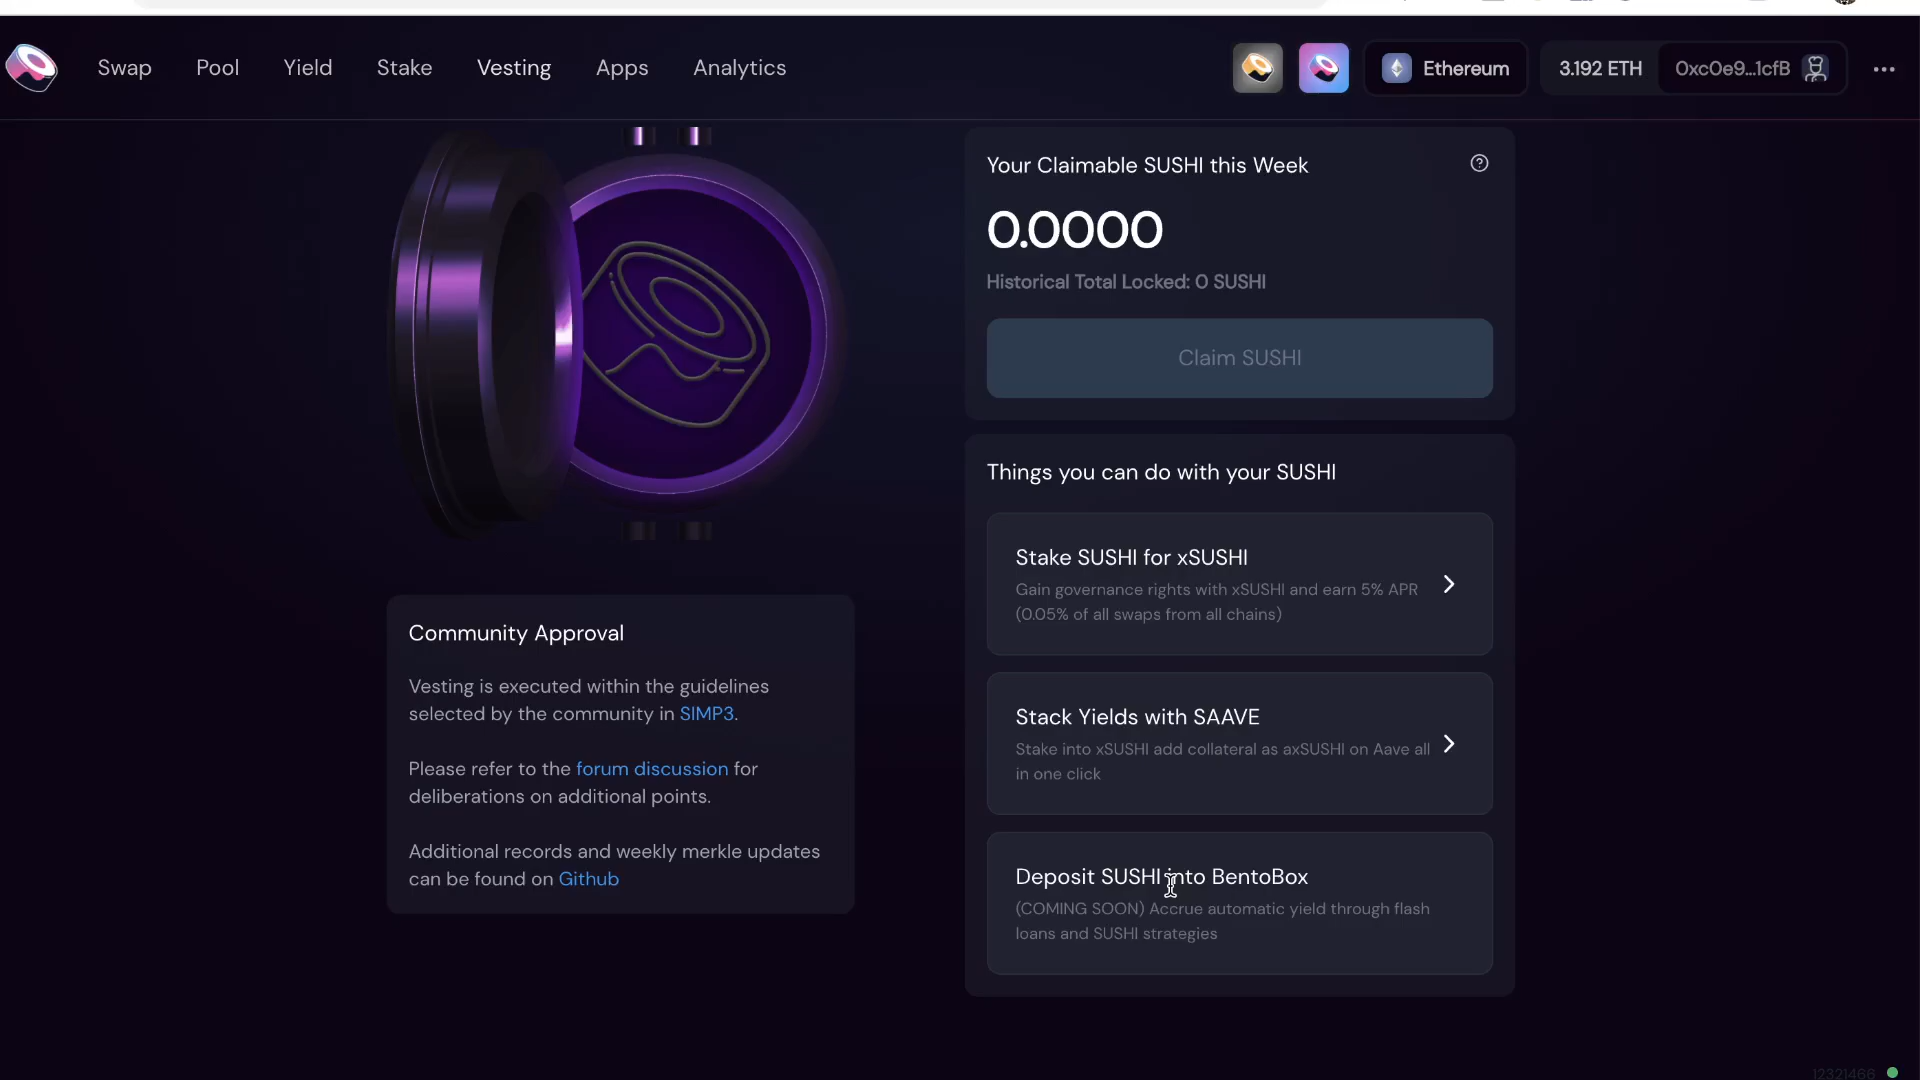 Swap Pool Yield Stake Vesting Apps Analytics Ethereum 3.192 ETH 0xc0e9...1cfB
Your Claimable SUSHI this Week
0.0000
Historical Total Locked: 0 SUSHI
Claim SUSHI
Things you can do with your SUSHI
Stake SUSHI for xSUSHI
Gain governance rights with xSUSHI and earn 5% APR
(0.05% of all swaps from all chains)
Stack Yields with SAAVE
Stake into xSUSHI add collateral as axSUSHI on Aave all
in one click
Deposit SUSHI into BentoBox
(COMING SOON) Accrue automatic yield through flash
loans and SUSHI strategies
Community Approval
Vesting is executed within the guidelines
selected by the community in SIMP3.
Please refer to the forum discussion for
deliberations on additional points.
Additional records and weekly merkle updates
can be found on Github
12321466